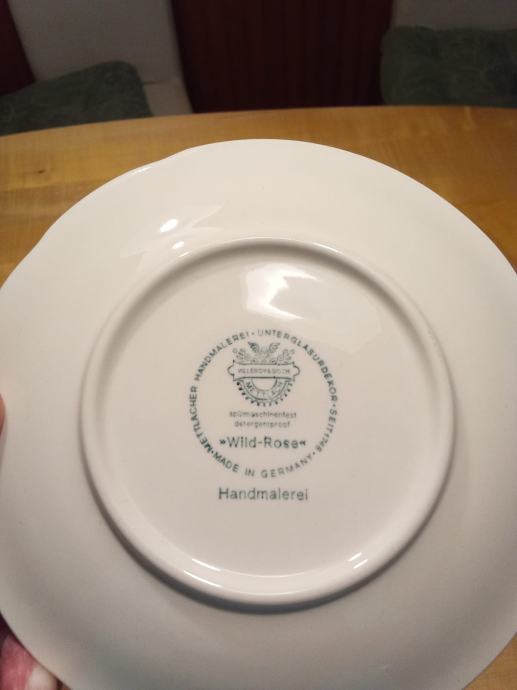 METTLACHER HANDMALEREI · UNTERGLASURDEKOR · SEIT 1748 · MADE IN GERMANY ·
VILLEROY & BOCH
METTLACH
spülmaschinenfest
detergentproof
»Wild-Rose«
Handmalerei